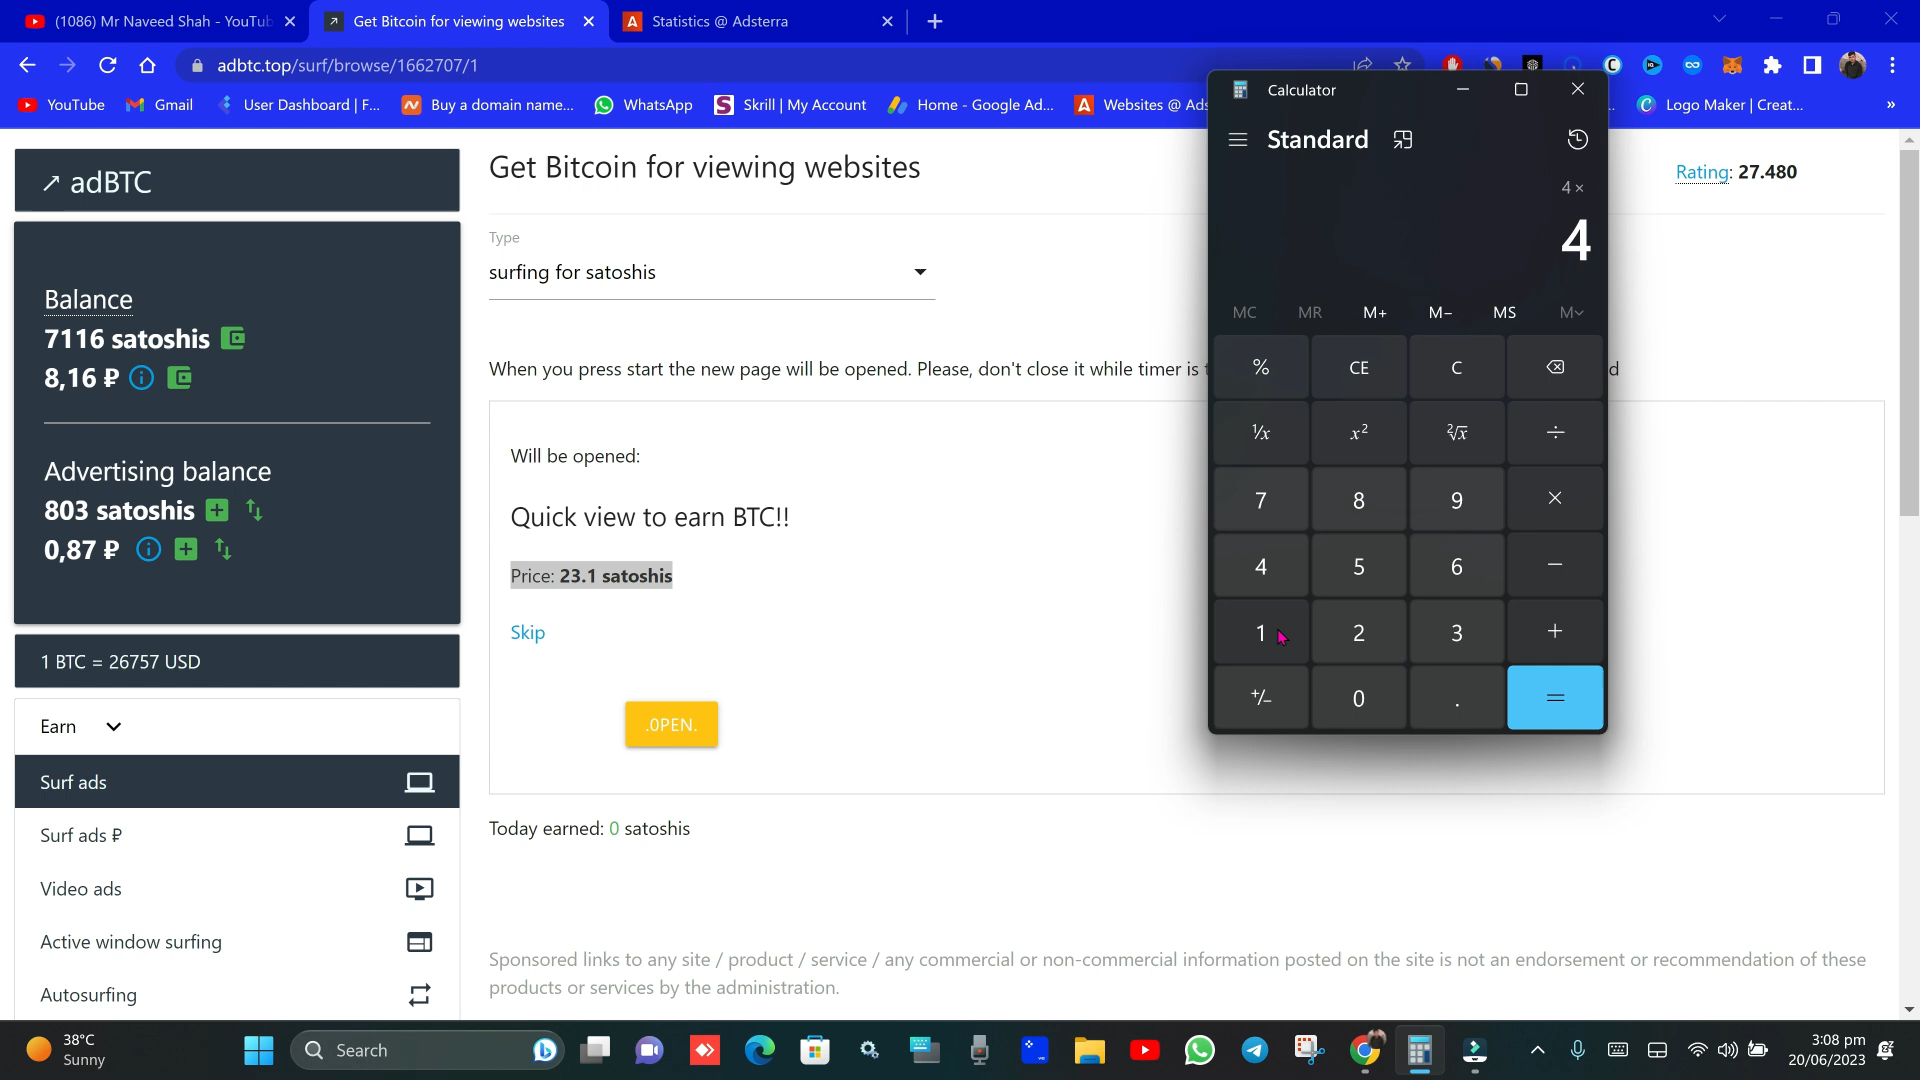 (1086) Mr Naveed Shah - YouTub
Get Bitcoin for viewing websites
Statistics @ Adsterra
adbtc.top/surf/browse/1662707/1
YouTube
Gmail
User Dashboard | F...
Buy a domain name...
WhatsApp
Skrill | My Account
Home - Google Ad...
Websites @ Ads
Logo Maker | Creat...
»
adBTC
Balance
7116 satoshis
8,16 ₽
Advertising balance
803 satoshis
0,87 ₽
1 BTC = 26757 USD
Earn
Surf ads
Surf ads ₽
Video ads
Active window surfing
Autosurfing
Get Bitcoin for viewing websites
Rating: 27.480
Type
surfing for satoshis
When you press start the new page will be opened. Please, don't close it while timer is
Will be opened:
Quick view to earn BTC!!
Price: 23.1 satoshis
Skip
.0PEN.
Today earned: 0 satoshis
Sponsored links to any site / product / service / any commercial or non-commercial information posted on the site is not an endorsement or recommendation of these
products or services by the administration.
Calculator
Standard
4 ×
4
MC MR M+ M− MS M˅
% CE C
¹/x x² ²√x ÷
7 8 9 ×
4 5 6 −
1 2 3 +
+/− 0 . =
38°C
Sunny
Search
3:08 pm
20/06/2023